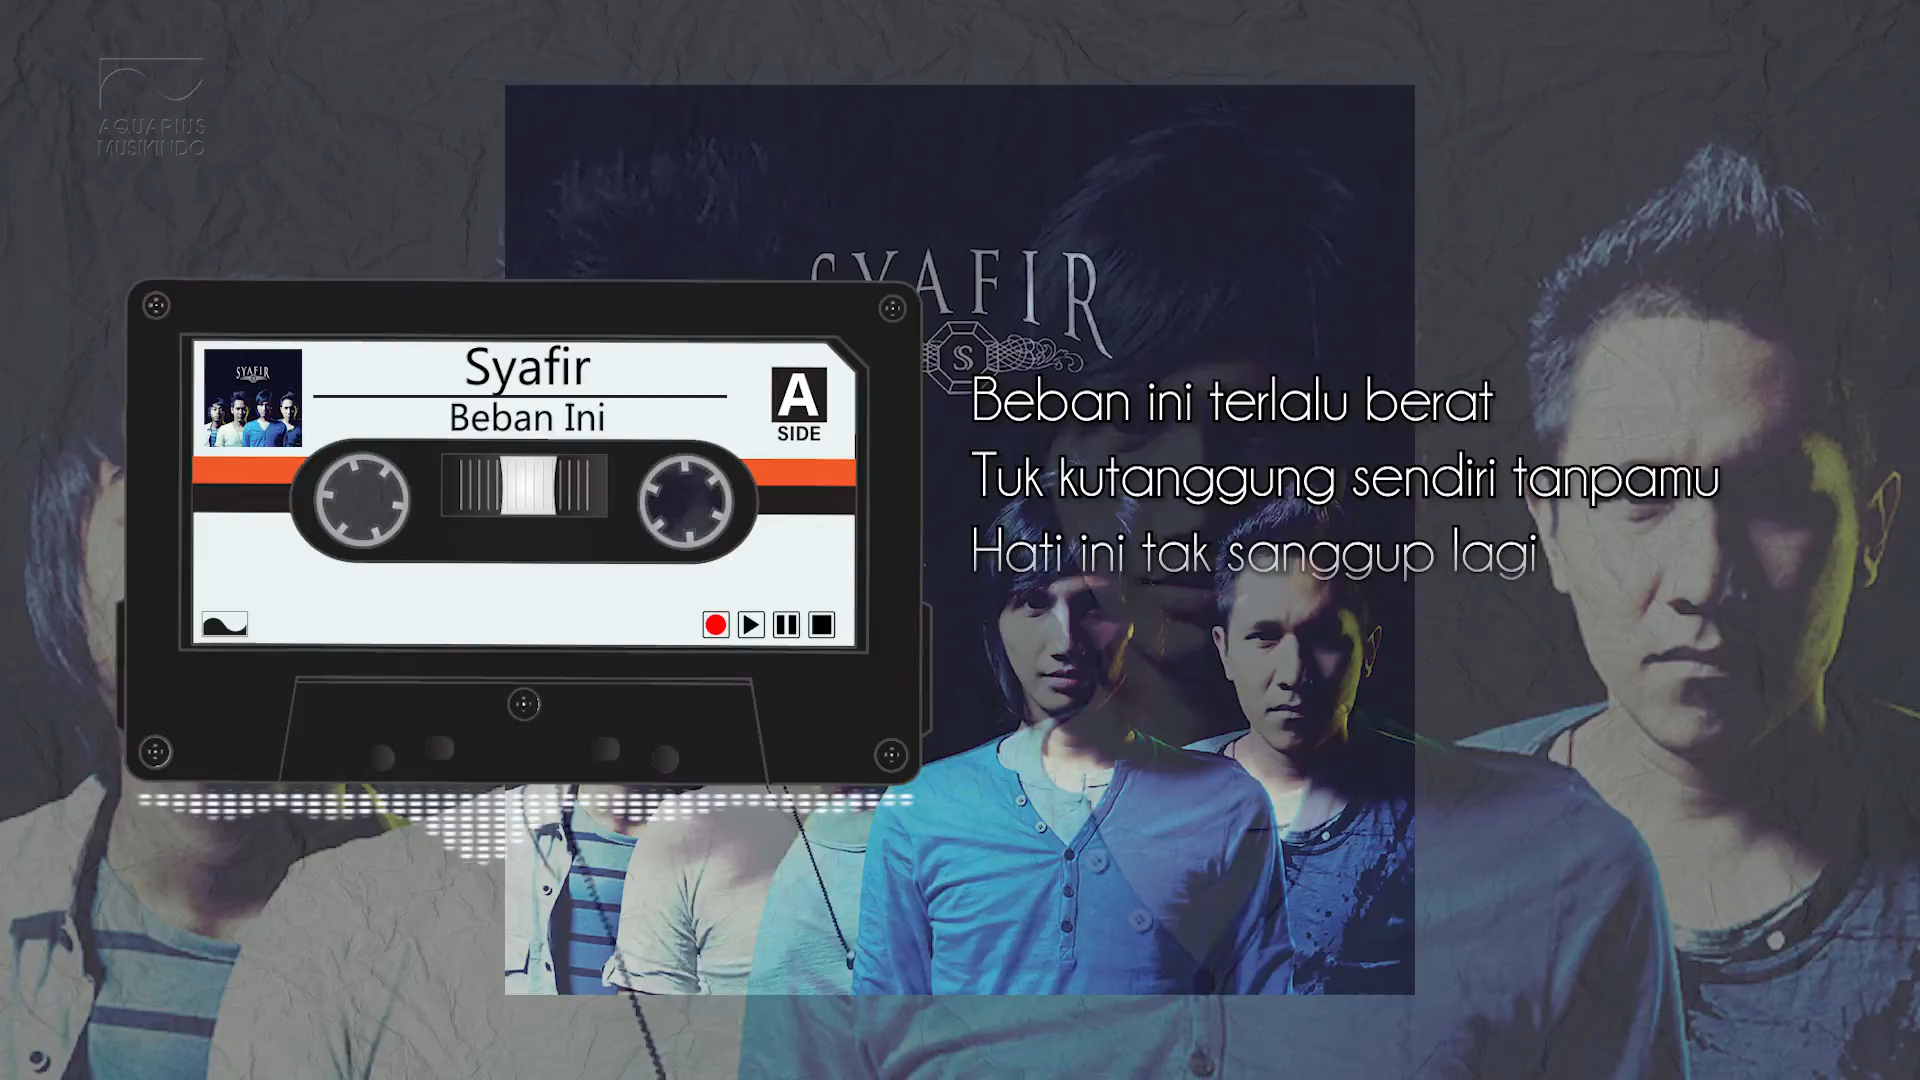 AQUARIUS
MUSIKINDO
SYAFIR
S
SYAFIR
Syafir
Beban Ini
A
SIDE
Beban ini terlalu berat
Tuk kutanggung sendiri tanpamu
Hati ini tak sanggup lagi